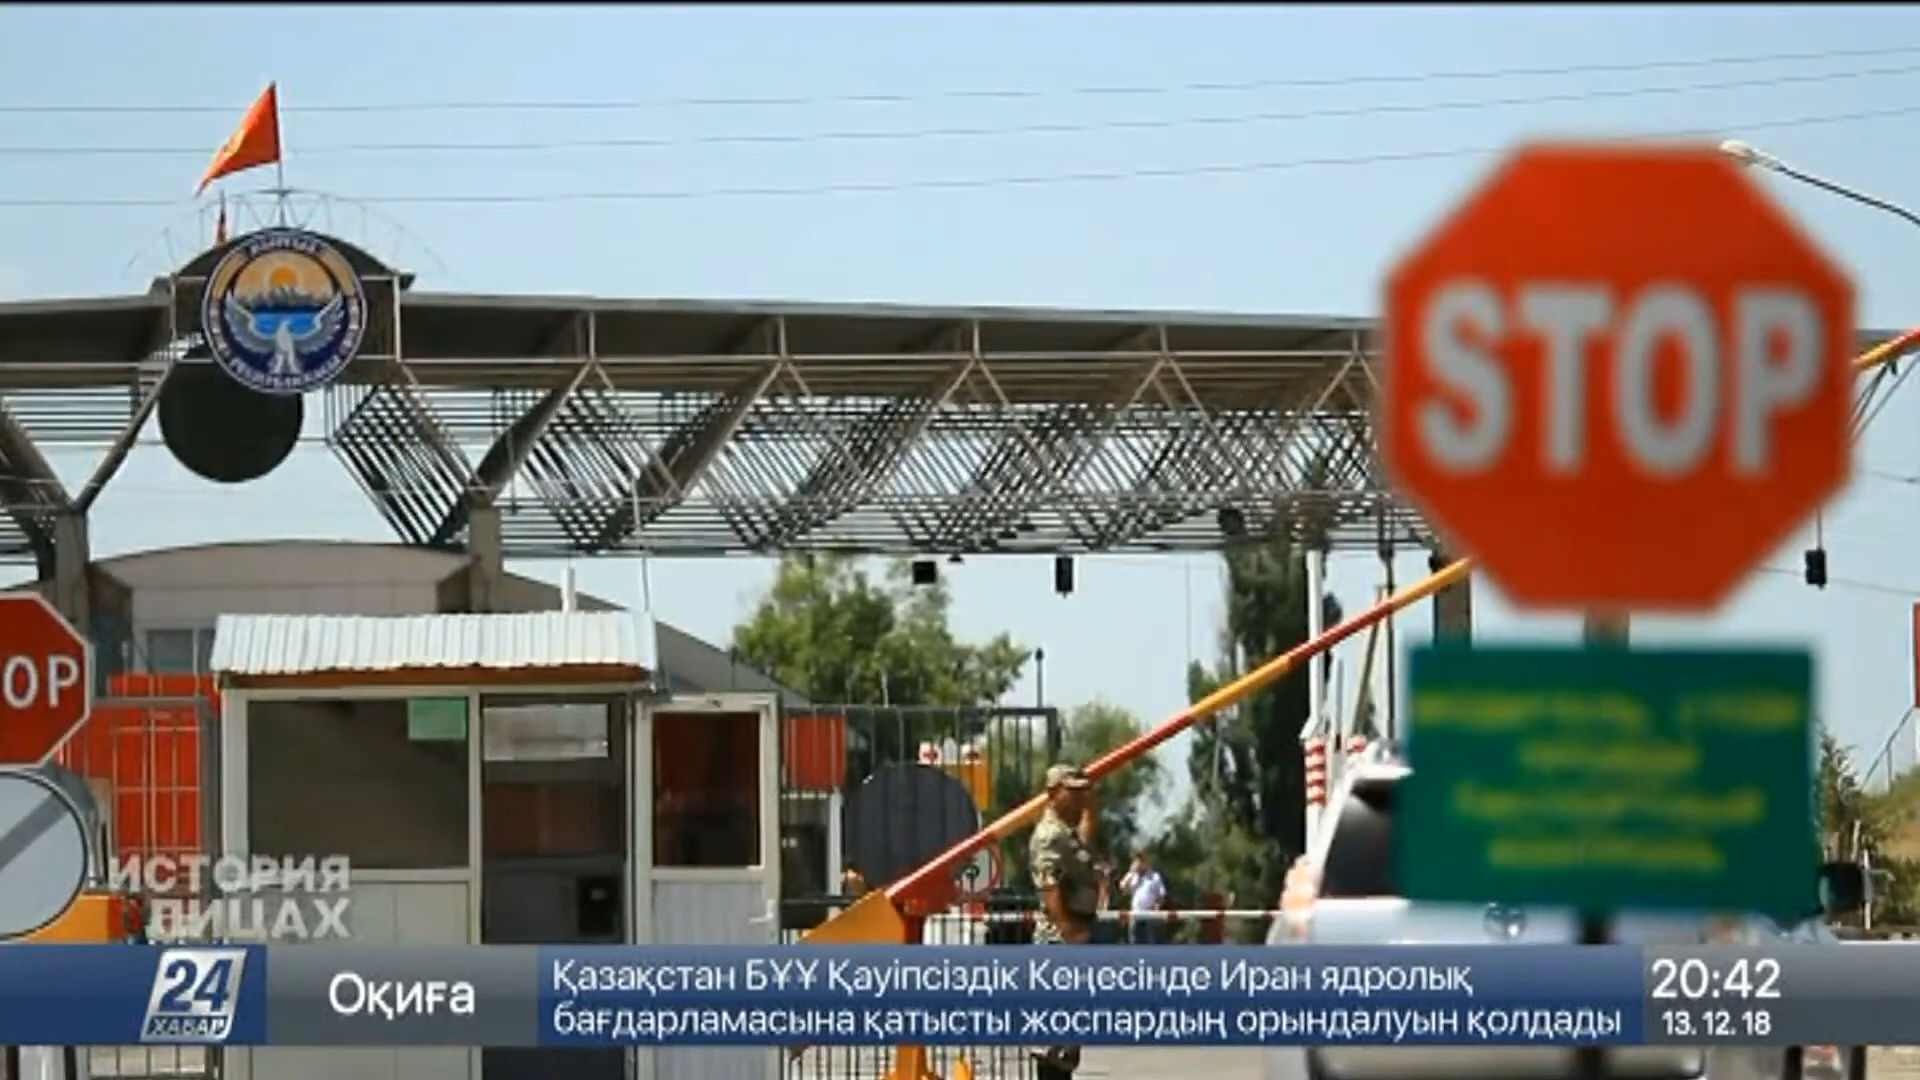 STOP
OP
ИСТОРИЯ
В ЛИЦАХ
24
ХАБАР
Оқиға
Қазақстан БҰҰ Қауіпсіздік Кеңесінде Иран ядролық
бағдарламасына қатысты жоспардың орындалуын қолдады
20:42
13.12.18